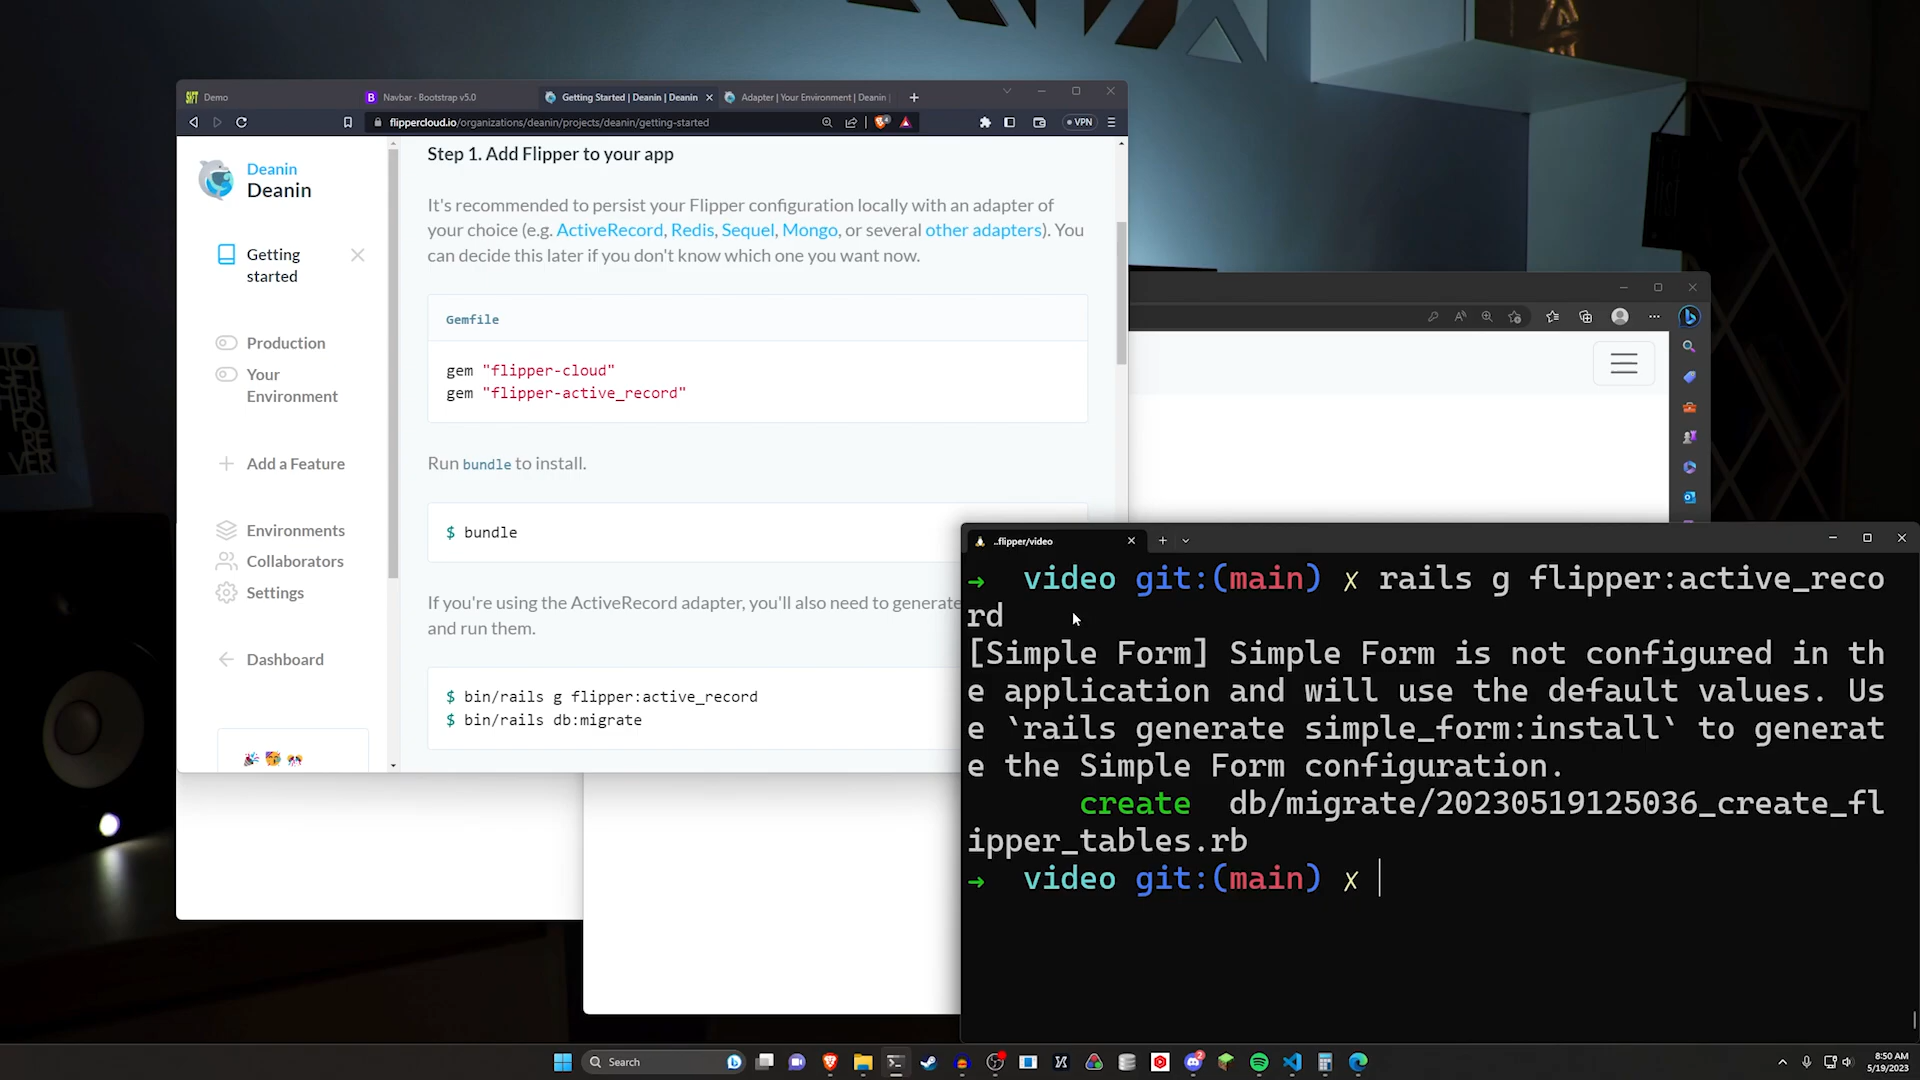 Demo
Navbar · Bootstrap v5.0
Getting Started | Deanin | Deanin
Adapter | Your Environment | Deanin |
flippercloud.io/organizations/deanin/projects/deanin/getting-started
VPN
Deanin
Deanin
Getting
started
Production
Your
Environment
Add a Feature
Environments
Collaborators
Settings
Dashboard
Step 1. Add Flipper to your app
It's recommended to persist your Flipper configuration locally with an adapter of
your choice (e.g. ActiveRecord, Redis, Sequel, Mongo, or several other adapters). You
can decide this later if you don't know which one you want now.
Gemfile
gem "flipper-cloud"
gem "flipper-active_record"
Run bundle to install.
$ bundle
If you're using the ActiveRecord adapter, you'll also need to generate
and run them.
$ bin/rails g flipper:active_record
$ bin/rails db:migrate
..flipper/video
→ video git:(main) ✗ rails g flipper:active_reco
rd
[Simple Form] Simple Form is not configured in th
e application and will use the default values. Us
e `rails generate simple_form:install` to generat
e the Simple Form configuration.
create db/migrate/20230519125036_create_fl
ipper_tables.rb
→ video git:(main) ✗
Search
8:50 AM
5/19/2023